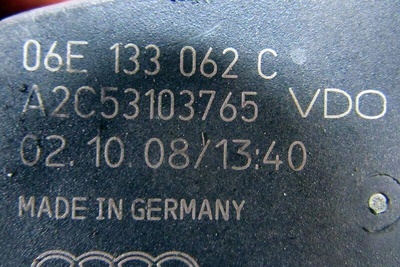 06E 133 062 C
A2C53103765 VDO
02.10.08/13:40
MADE IN GERMANY